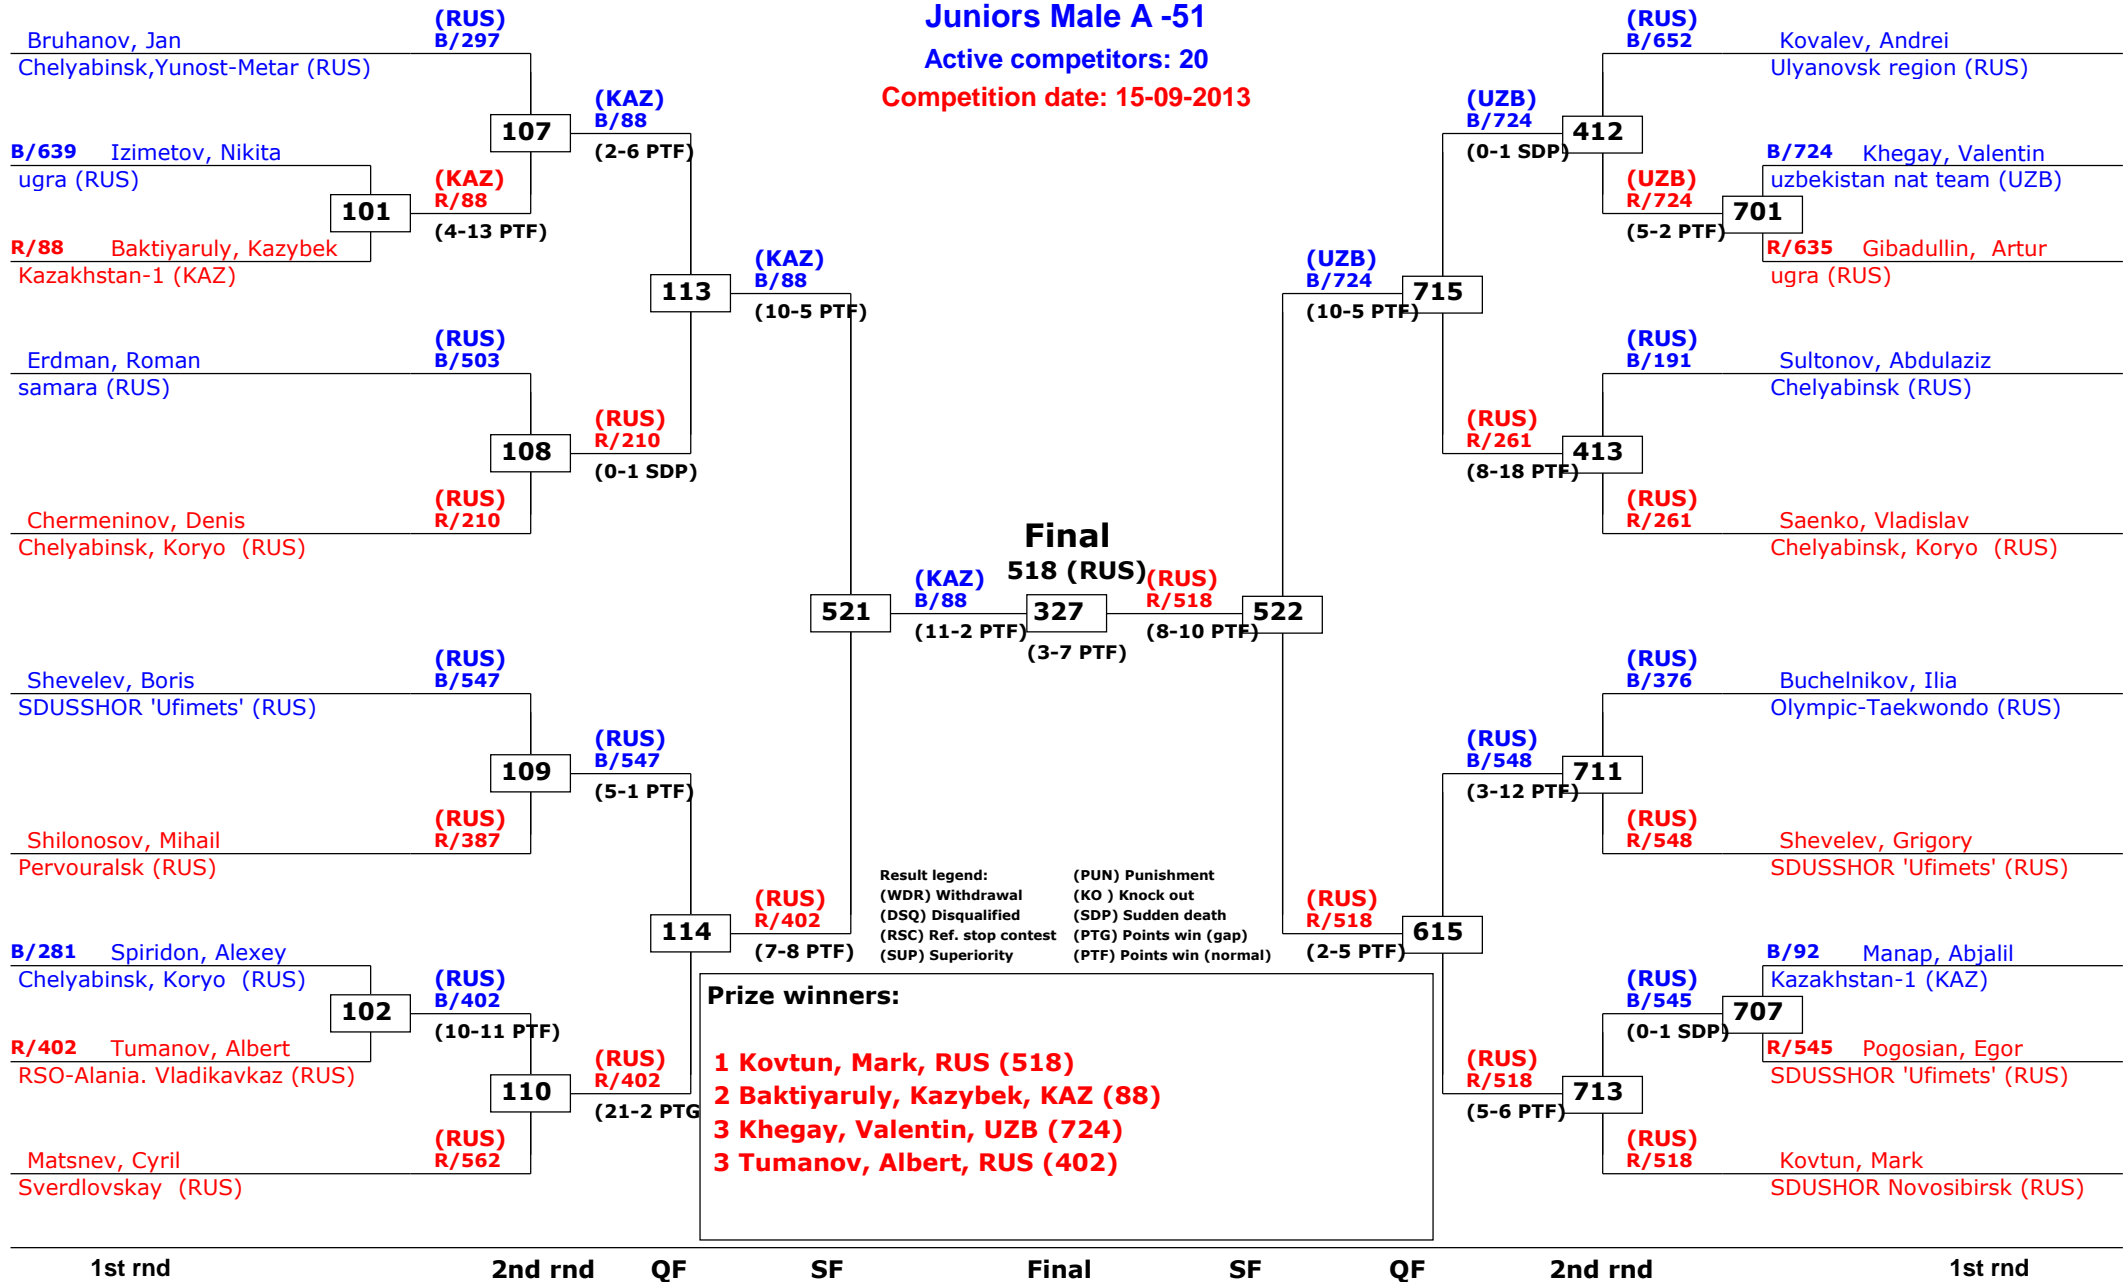 Juniors Male A -51
Active competitors: 20
Competition date: 15-09-2013
(RUS)
Bruhanov, Jan B/297
Chelyabinsk,Yunost-Metar (RUS)
(KAZ)
107 B/88
(2-6 PTF)
B/639 Izimetov, Nikita
ugra (RUS)
(KAZ)
101 R/88
(4-13 PTF)
R/88 Baktiyaruly, Kazybek
Kazakhstan-1 (KAZ)
(KAZ)
113 B/88
(10-5 PTF)
(RUS)
Erdman, Roman B/503
samara (RUS)
(RUS)
108 R/210
(0-1 SDP)
(RUS)
Chermeninov, Denis R/210
Chelyabinsk, Koryo (RUS)
(KAZ)
521 B/88
(11-2 PTF)
(RUS)
Shevelev, Boris B/547
SDUSSHOR 'Ufimets' (RUS)
(RUS)
109 B/547
(5-1 PTF)
(RUS)
Shilonosov, Mihail R/387
Pervouralsk (RUS)
(RUS)
114 R/402
(7-8 PTF)
B/281 Spiridon, Alexey
Chelyabinsk, Koryo (RUS)
(RUS)
102 B/402
(10-11 PTF)
R/402 Tumanov, Albert
RSO-Alania. Vladikavkaz (RUS)
(RUS)
110 R/402
(21-2 PTG
(RUS)
Matsnev, Cyril R/562
Sverdlovskay (RUS)
Final
518 (RUS)
327
(3-7 PTF)
(RUS)
R/518 522
(8-10 PTF)
(RUS)
B/652 Kovalev, Andrei
Ulyanovsk region (RUS)
(UZB)
B/724 412
(0-1 SDP)
B/724 Khegay, Valentin
uzbekistan nat team (UZB)
(UZB)
R/724 701
(5-2 PTF)
R/635 Gibadullin, Artur
ugra (RUS)
(UZB)
B/724 715
(10-5 PTF)
(RUS)
B/191 Sultonov, Abdulaziz
Chelyabinsk (RUS)
(RUS)
R/261 413
(8-18 PTF)
(RUS)
R/261 Saenko, Vladislav
Chelyabinsk, Koryo (RUS)
(RUS)
B/376 Buchelnikov, Ilia
Olympic-Taekwondo (RUS)
(RUS)
B/548 711
(3-12 PTF)
(RUS)
R/548 Shevelev, Grigory
SDUSSHOR 'Ufimets' (RUS)
(RUS)
R/518 615
(2-5 PTF)
B/92 Manap, Abjalil
Kazakhstan-1 (KAZ)
(RUS)
B/545 707
(0-1 SDP)
R/545 Pogosian, Egor
SDUSSHOR 'Ufimets' (RUS)
(RUS)
R/518 713
(5-6 PTF)
(RUS)
R/518 Kovtun, Mark
SDUSHOR Novosibirsk (RUS)
Result legend: (PUN) Punishment
(WDR) Withdrawal (KO ) Knock out
(DSQ) Disqualified (SDP) Sudden death
(RSC) Ref. stop contest (PTG) Points win (gap)
(SUP) Superiority (PTF) Points win (normal)
Prize winners:
1 Kovtun, Mark, RUS (518)
2 Baktiyaruly, Kazybek, KAZ (88)
3 Khegay, Valentin, UZB (724)
3 Tumanov, Albert, RUS (402)
1st rnd 2nd rnd QF SF Final SF QF 2nd rnd 1st rnd